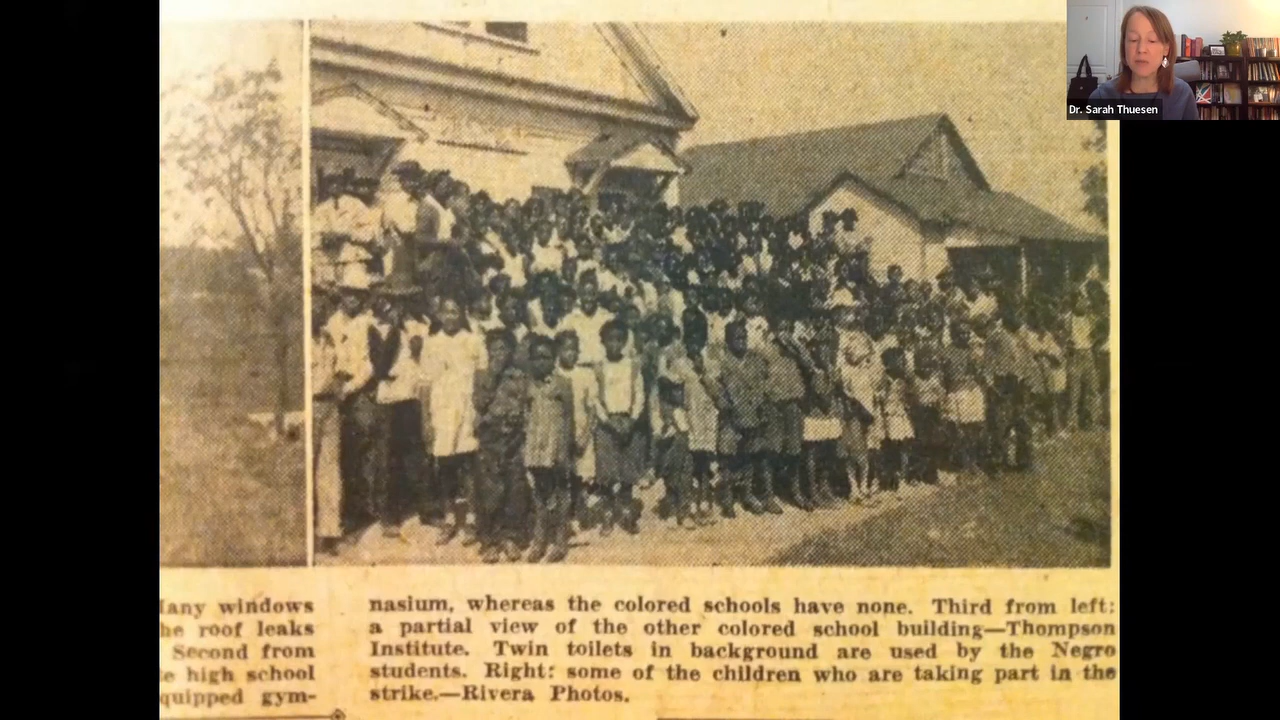 Dr. Sarah Thuesen
Many windows
he roof leaks
Second from
e high school
quipped gym-
nasium, whereas the colored schools have none. Third from left:
a partial view of the other colored school building—Thompson
Institute. Twin toilets in background are used by the Negro
students. Right: some of the children who are taking part in the
strike.—Rivera Photos.